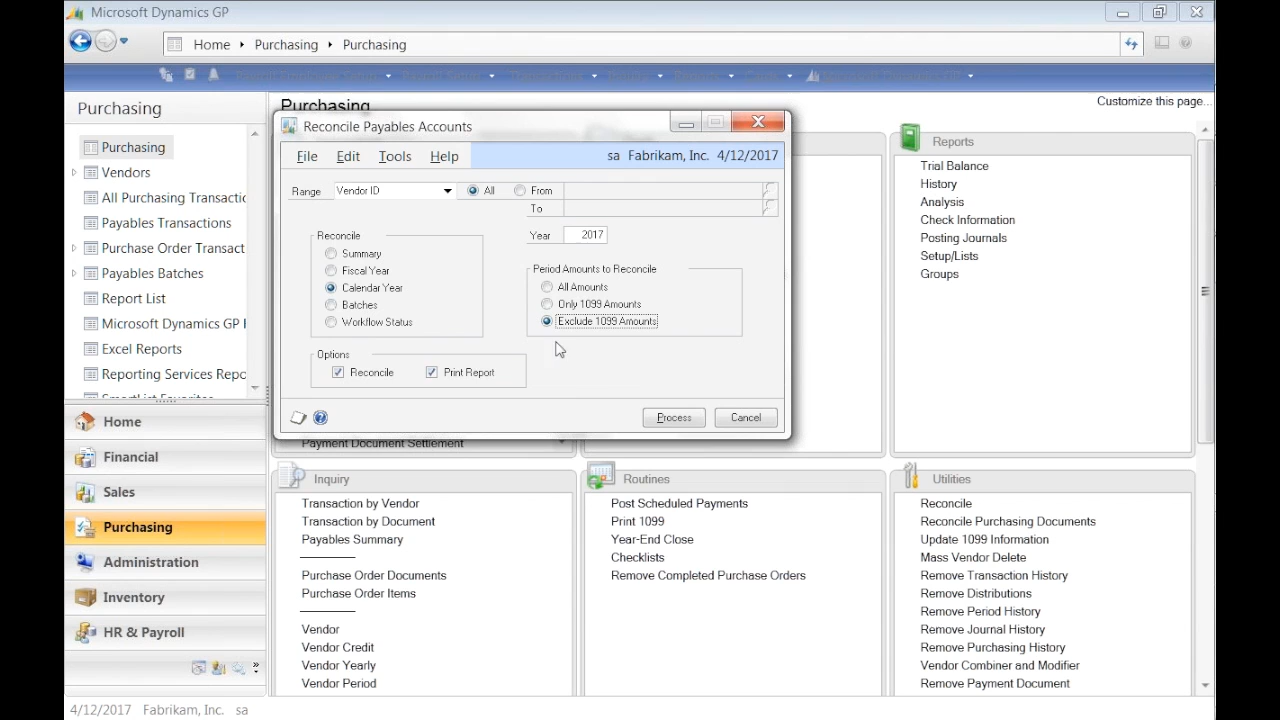 Microsoft Dynamics GP
Home Purchasing Purchasing
Customize this page...
Purchasing
Purchasing
Vendors
All Purchasing Transactic
Payables Transactions
Purchase Order Transact
Payables Batches
Report List
Microsoft Dynamics GP
Excel Reports
Reporting Services Repo
SmartList Favorites
Home
Financial
Sales
Purchasing
Administration
Inventory
HR & Payroll
Purchasing
Reconcile Payables Accounts
File Edit Tools Help
sa Fabrikam, Inc. 4/12/2017
Range Vendor ID All From
To
Year 2017
Reconcile
Summary
Fiscal Year
Calendar Year
Batches
Workflow Status
Period Amounts to Reconcile
All Amounts
Only 1099 Amounts
Exclude 1099 Amounts
Options
Reconcile Print Report
Process Cancel
Payment Document Settlement
Reports
Trial Balance
History
Analysis
Check Information
Posting Journals
Setup/Lists
Groups
Inquiry
Transaction by Vendor
Transaction by Document
Payables Summary
Purchase Order Documents
Purchase Order Items
Vendor
Vendor Credit
Vendor Yearly
Vendor Period
Routines
Post Scheduled Payments
Print 1099
Year-End Close
Checklists
Remove Completed Purchase Orders
Utilities
Reconcile
Reconcile Purchasing Documents
Update 1099 Information
Mass Vendor Delete
Remove Transaction History
Remove Distributions
Remove Period History
Remove Journal History
Remove Purchasing History
Vendor Combiner and Modifier
Remove Payment Document
4/12/2017 Fabrikam, Inc. sa